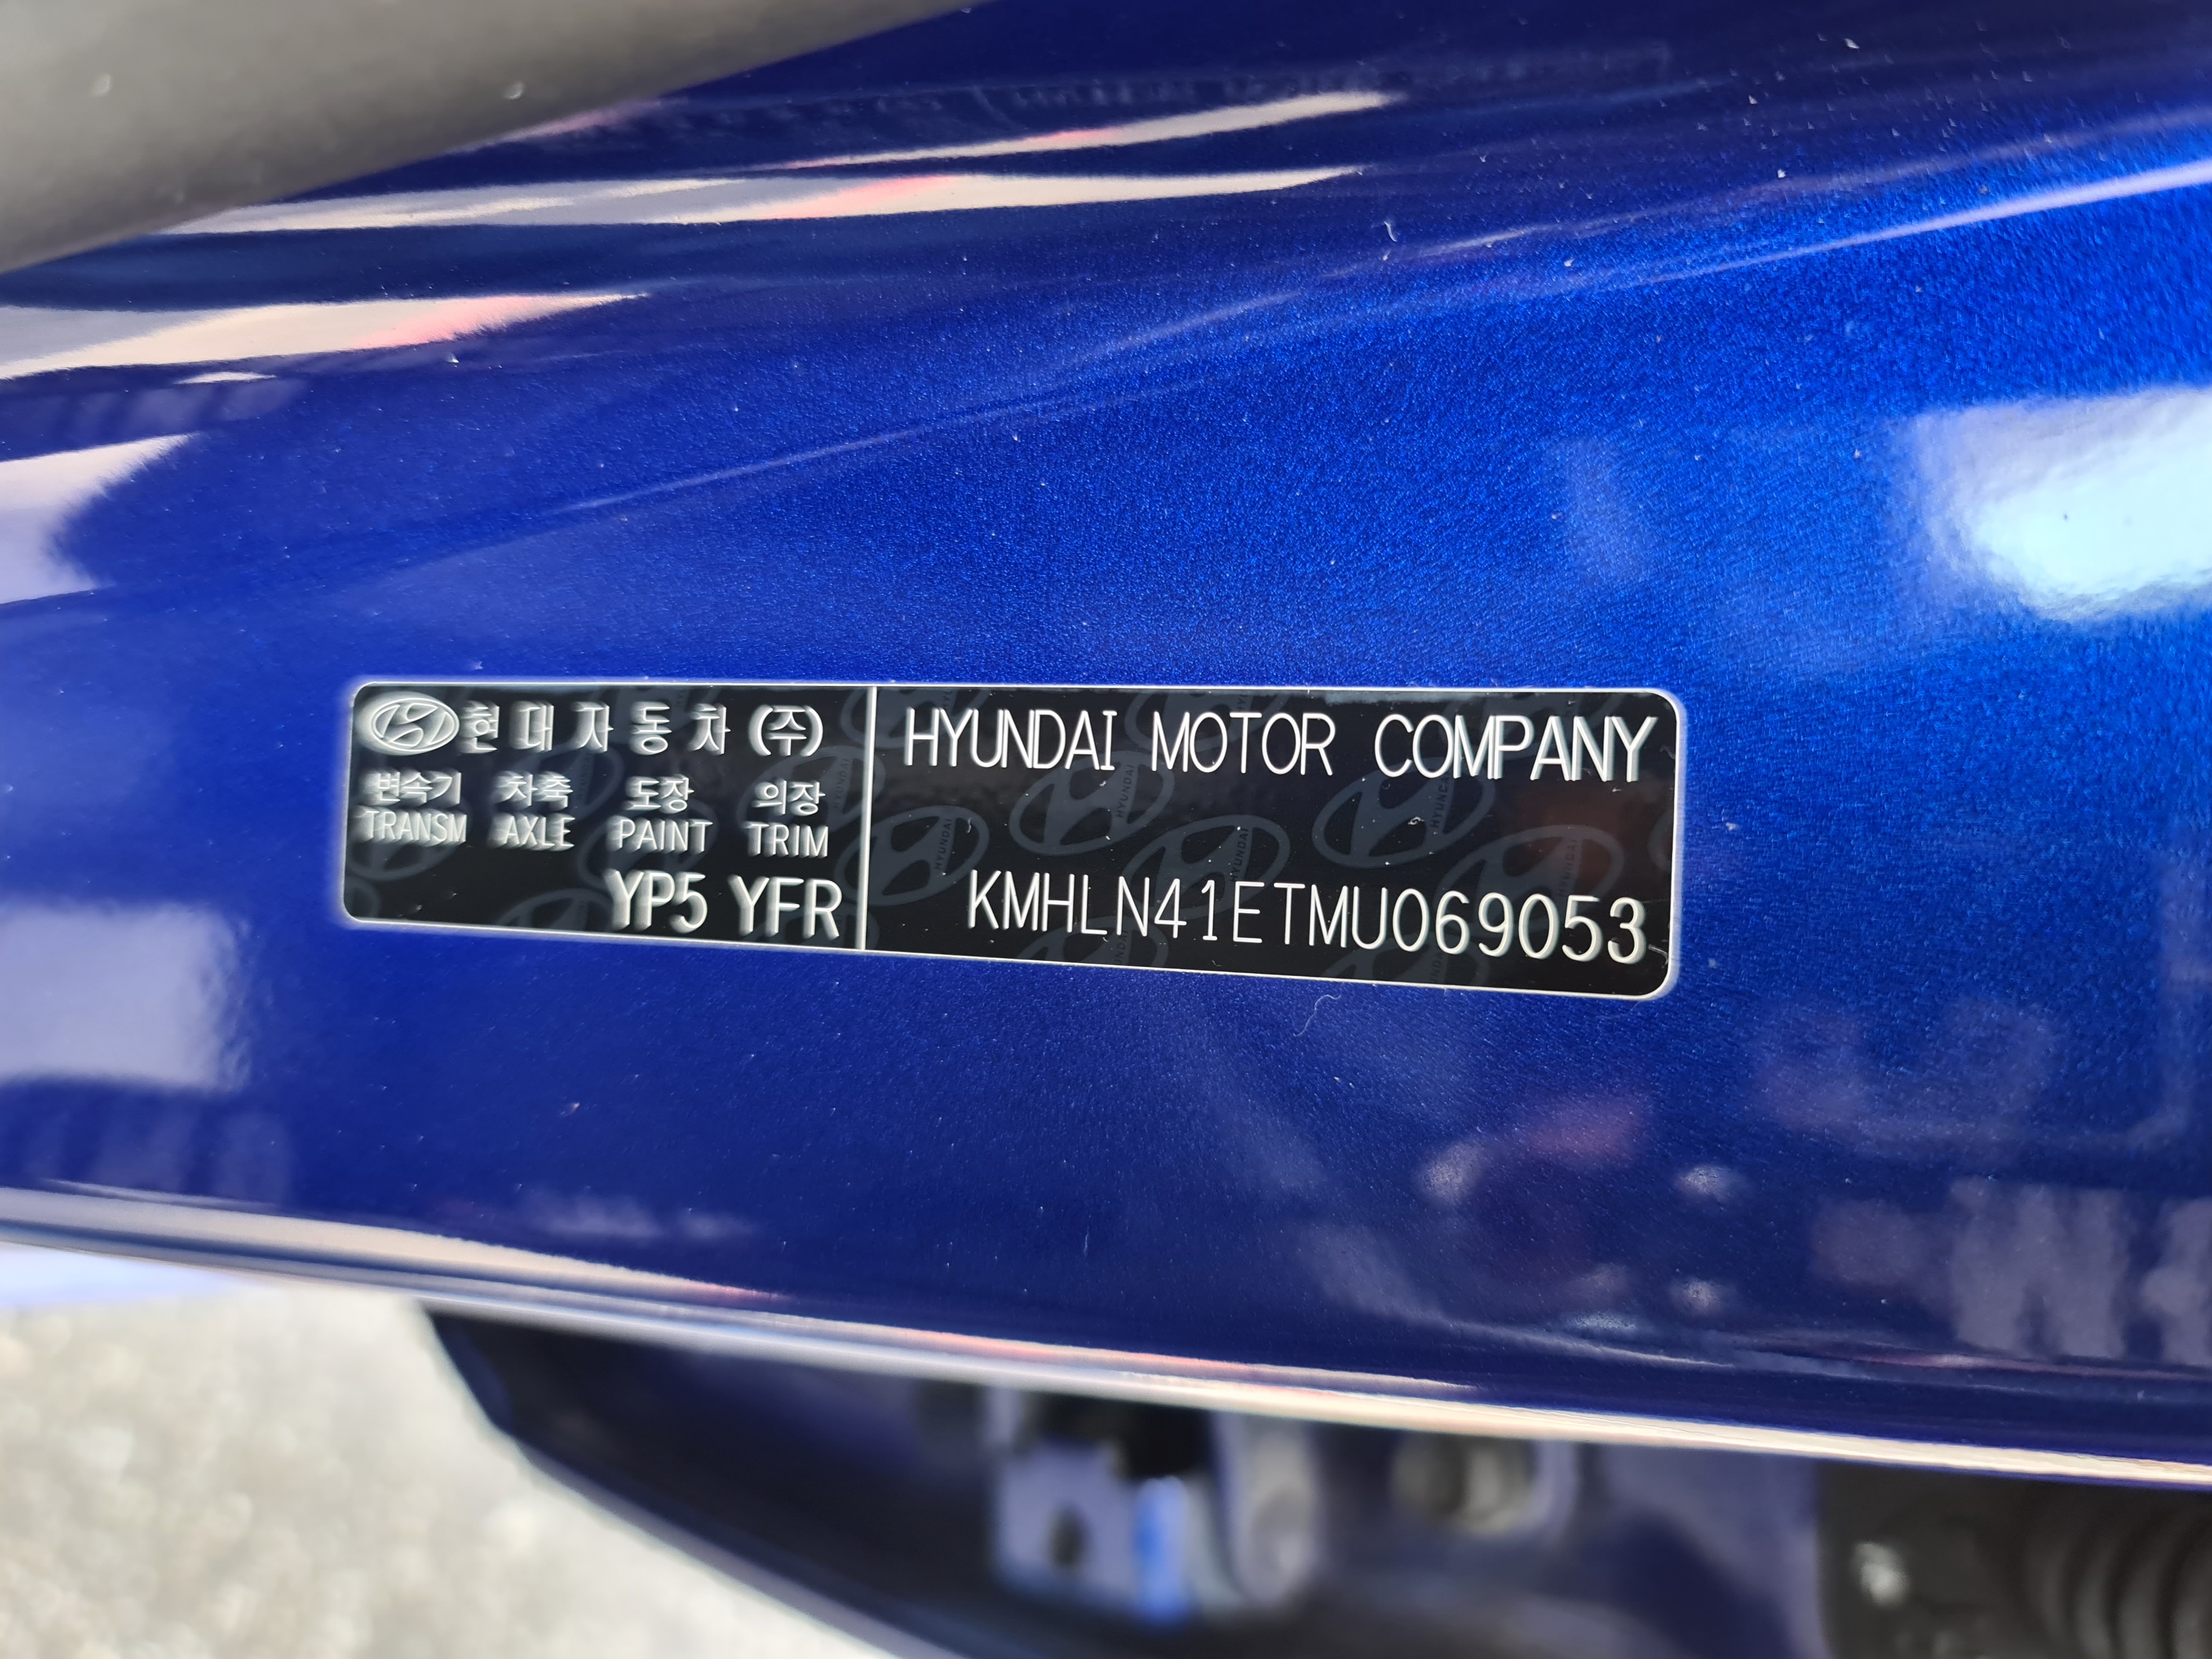 현대자동차(주)
변속기 차축 도장 의장
TRANSM AXLE PAINT TRIM
YP5 YFR
HYUNDAI MOTOR COMPANY
KMHLN41ETMU069053